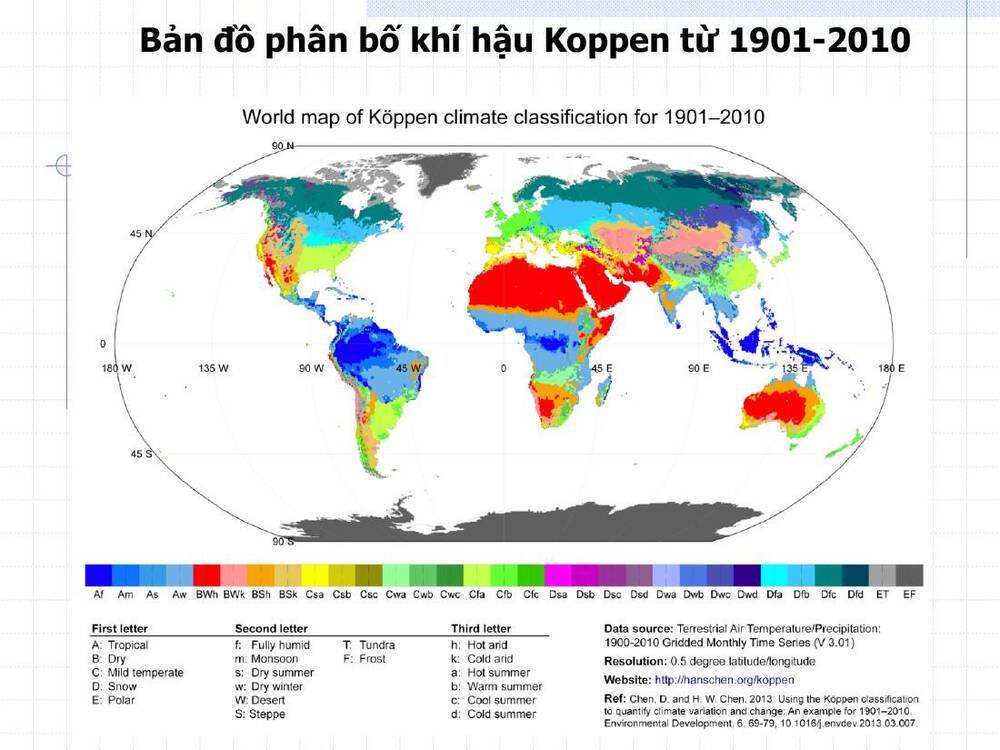 Bản đồ phân bố khí hậu Koppen từ 1901-2010
World map of Köppen climate classification for 1901–2010
90 N
45 N
0
180 W 135 W 90 W 45 W 0 45 E 90 E 135 E 180 E
45 S
90 S
Af Am As Aw BWh BWk BSh BSk Csa Csb Csc Cwa Cwb Cwc Cfa Cfb Cfc Dsa Dsb Dsc Dsd Dwa Dwb Dwc Dwd Dfa Dfb Dfc Dfd ET EF
First letter Second letter Third letter
A: Tropical f: Fully humid T: Tundra h: Hot arid
B: Dry m: Monsoon F: Frost k: Cold arid
C: Mild temperate s: Dry summer a: Hot summer
D: Snow w: Dry winter b: Warm summer
E: Polar W: Desert c: Cool summer
S: Steppe d: Cold summer
Data source: Terrestrial Air Temperature/Precipitation:
1900-2010 Gridded Monthly Time Series (V 3.01)
Resolution: 0.5 degree latitude/longitude
Website: http://hanschen.org/koppen
Ref: Chen, D. and H. W. Chen, 2013: Using the Köppen classification
to quantify climate variation and change: An example for 1901–2010.
Environmental Development, 6, 69-79, 10.1016/j.envdev.2013.03.007.